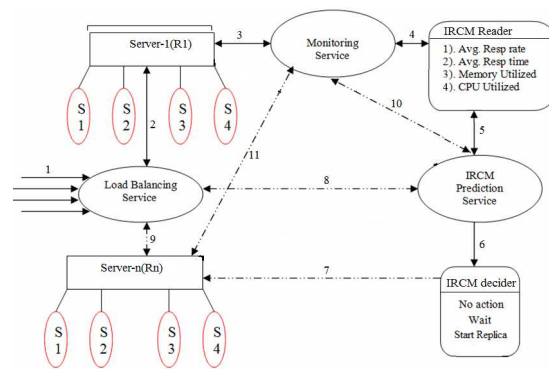 Server-1(R1)
3
Monitoring
Service
4
IRCM Reader
1). Avg. Resp rate
2). Avg. Resp time
3). Memory Utilized
4). CPU Utilized
S
1
S
2
S
3
S
4
2
10
11
5
1
Load Balancing
Service
8
IRCM
Prediction
Service
9
6
Server-n(Rn)
7
IRCM decider
No action
Wait
Start Replica
S
1
S
2
S
3
S
4